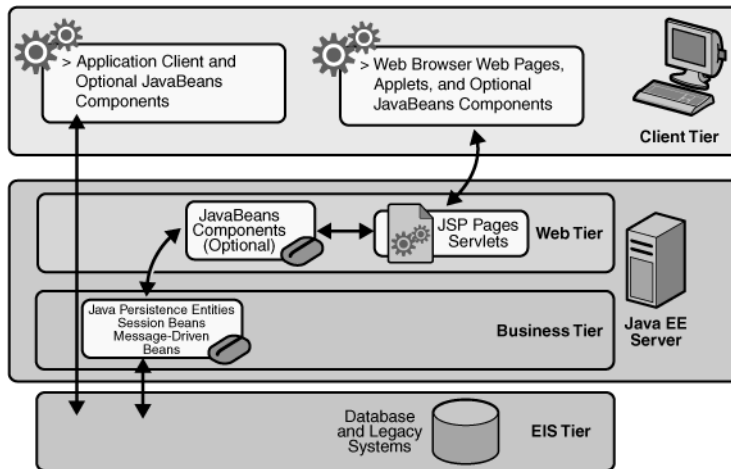 > Application Client and
Optional JavaBeans
Components
> Web Browser Web Pages,
Applets, and Optional
JavaBeans Components
Client Tier
JavaBeans
Components
(Optional)
JSP Pages
Servlets
Web Tier
Java Persistence Entities
Session Beans
Message-Driven
Beans
Business Tier
Java EE
Server
Database
and Legacy
Systems
EIS Tier